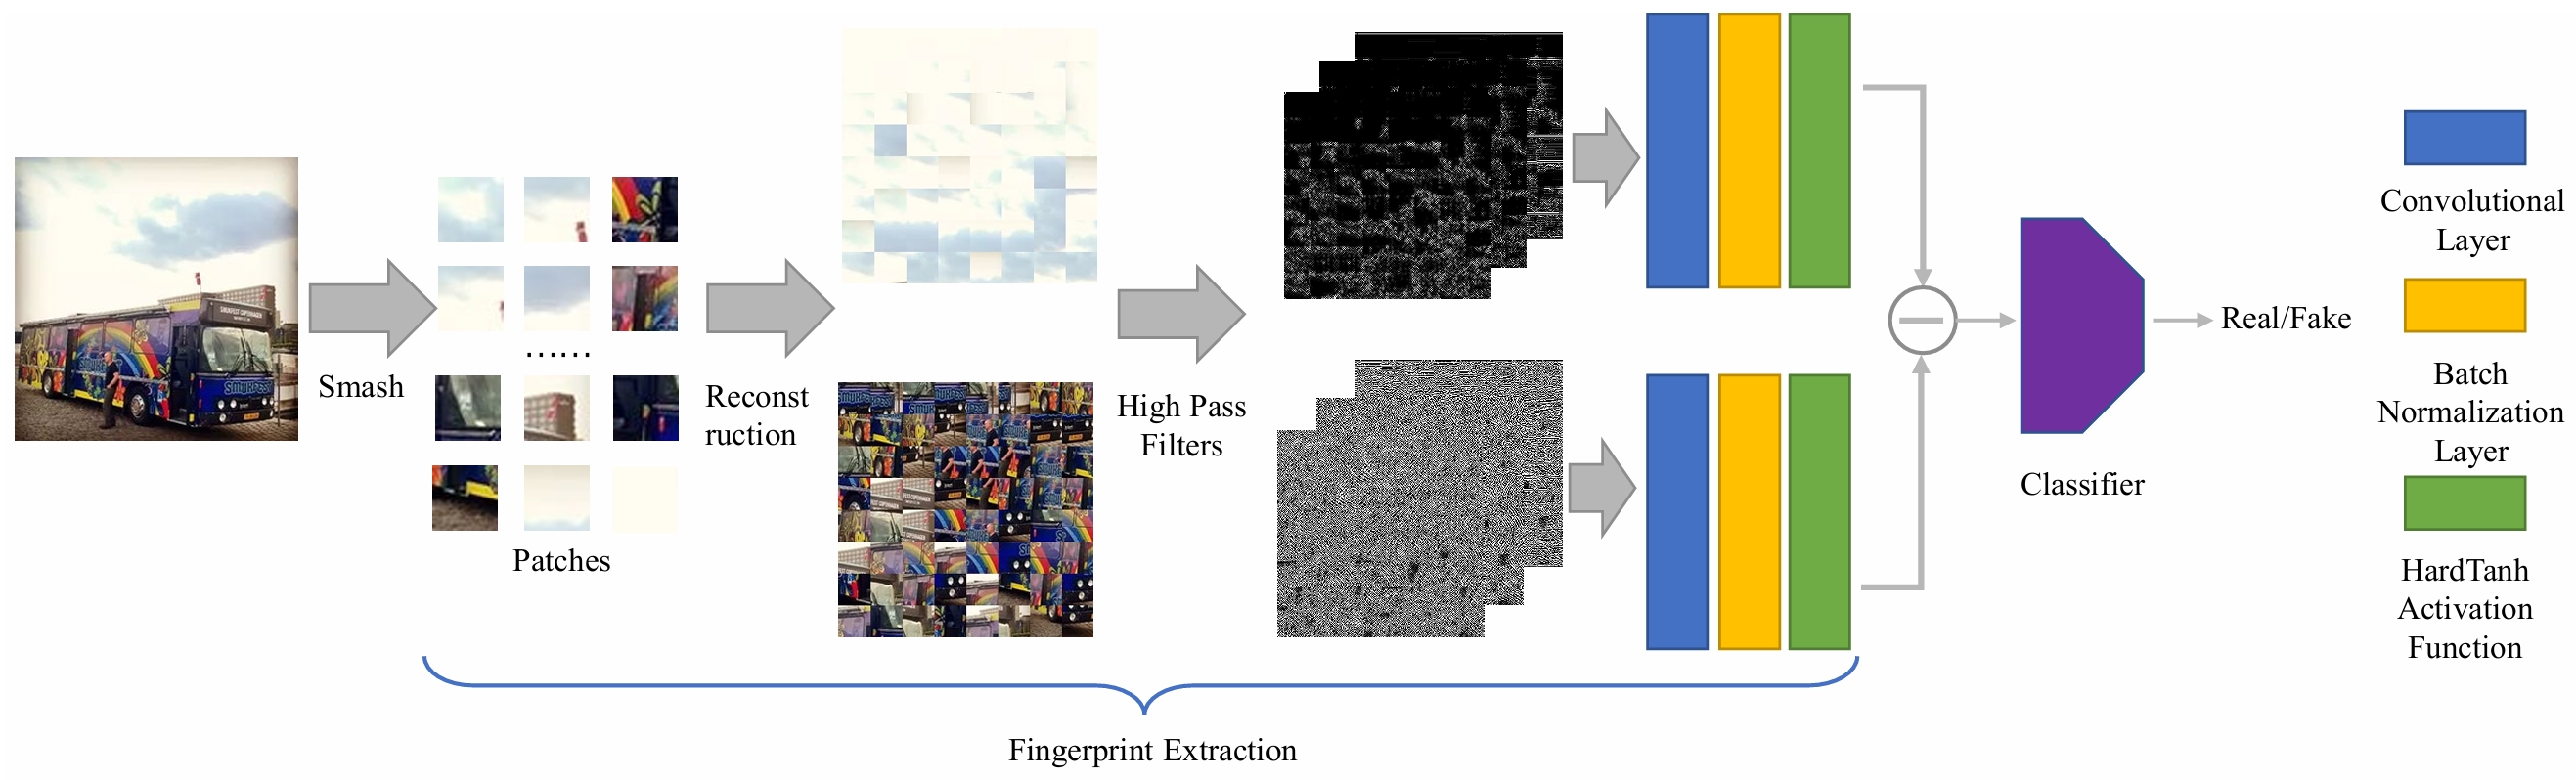 Smash
……
Patches
Reconst
ruction
High Pass
Filters
Fingerprint Extraction
Classifier
Real/Fake
Convolutional
Layer
Batch
Normalization
Layer
HardTanh
Activation
Function